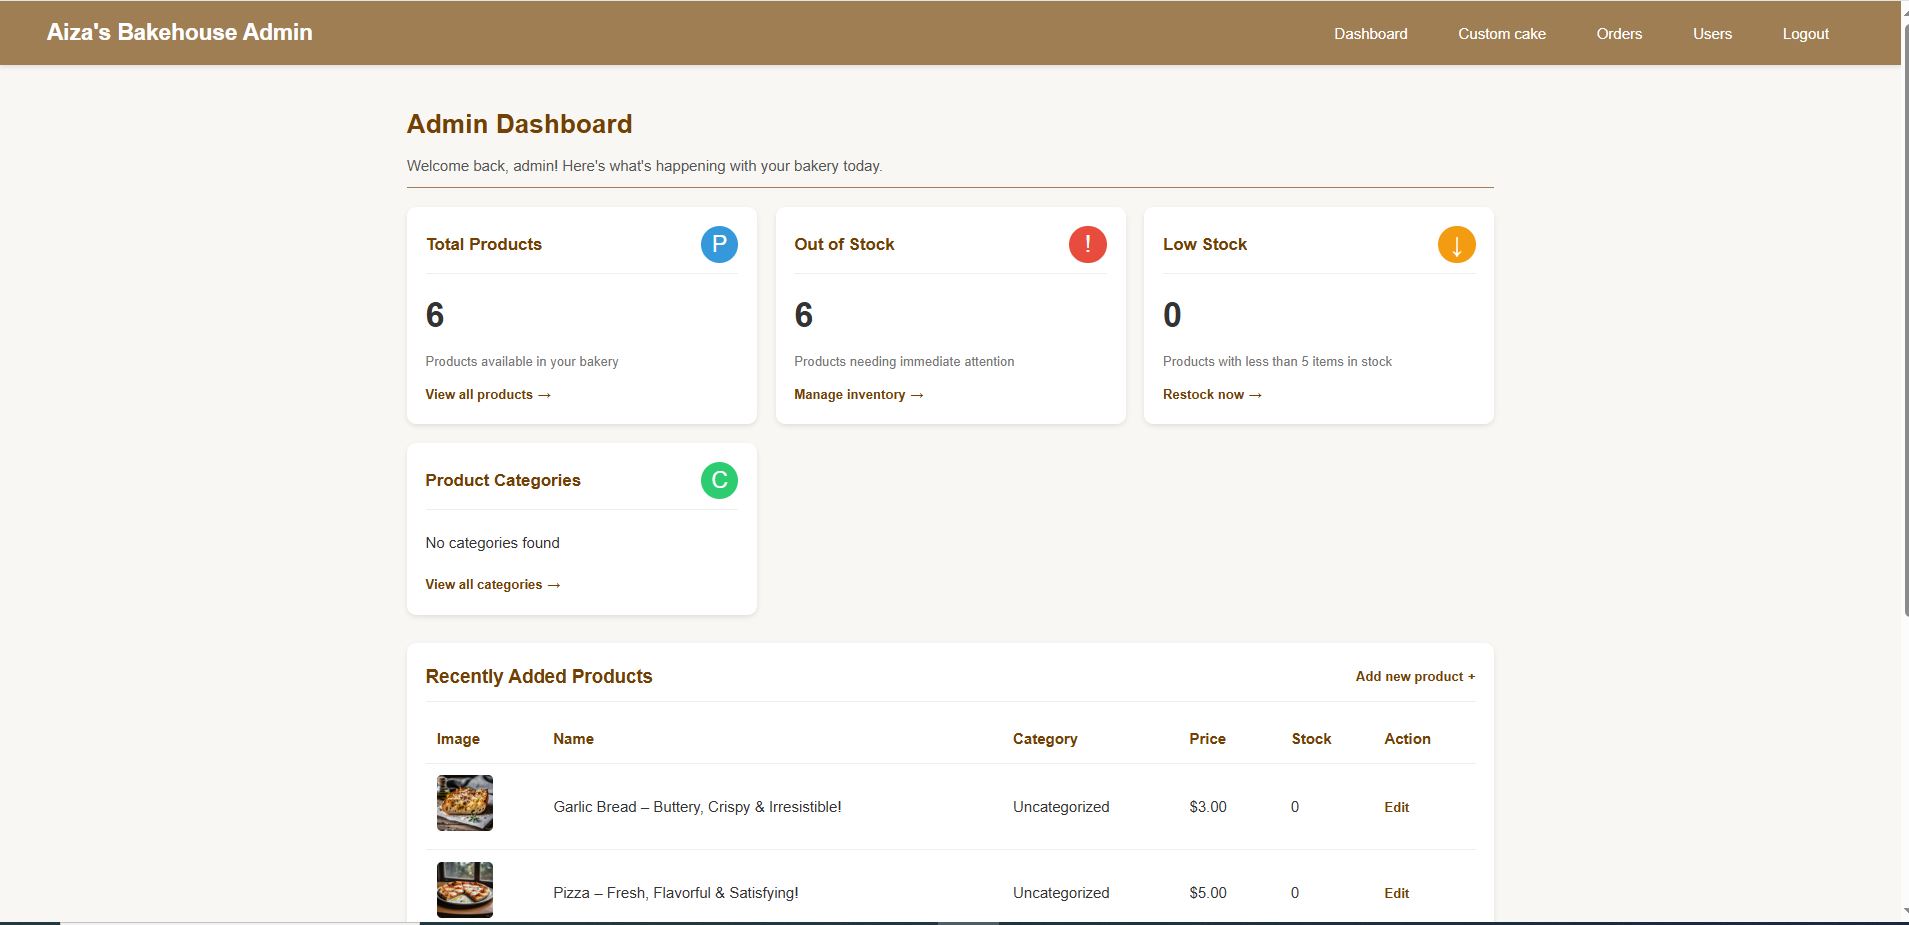 Aiza's Bakehouse Admin
Dashboard Custom cake Orders Users Logout
Admin Dashboard
Welcome back, admin! Here's what's happening with your bakery today.
Total Products P
6
Products available in your bakery
View all products →
Out of Stock !
6
Products needing immediate attention
Manage inventory →
Low Stock ↓
0
Products with less than 5 items in stock
Restock now →
Product Categories C
No categories found
View all categories →
Recently Added Products Add new product +
Image Name Category Price Stock Action
Garlic Bread – Buttery, Crispy & Irresistible! Uncategorized $3.00 0 Edit
Pizza – Fresh, Flavorful & Satisfying! Uncategorized $5.00 0 Edit